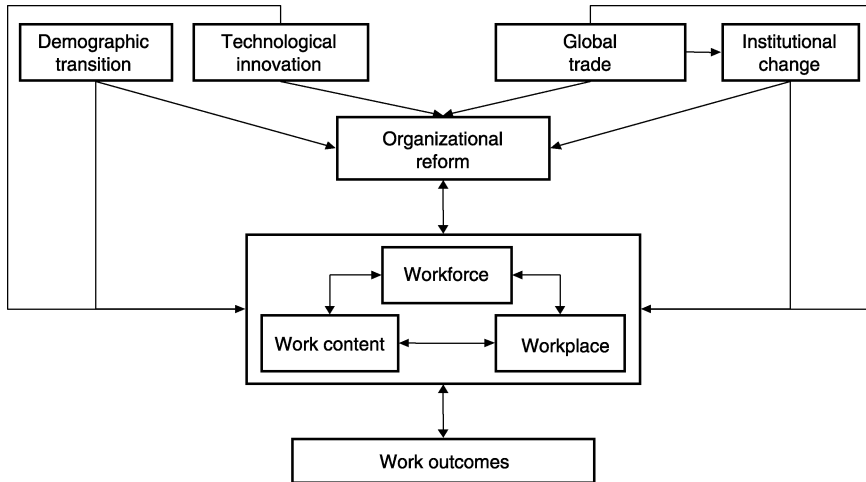 Demographic
transition
Technological
innovation
Global
trade
Institutional
change
Organizational
reform
Workforce
Work content
Workplace
Work outcomes